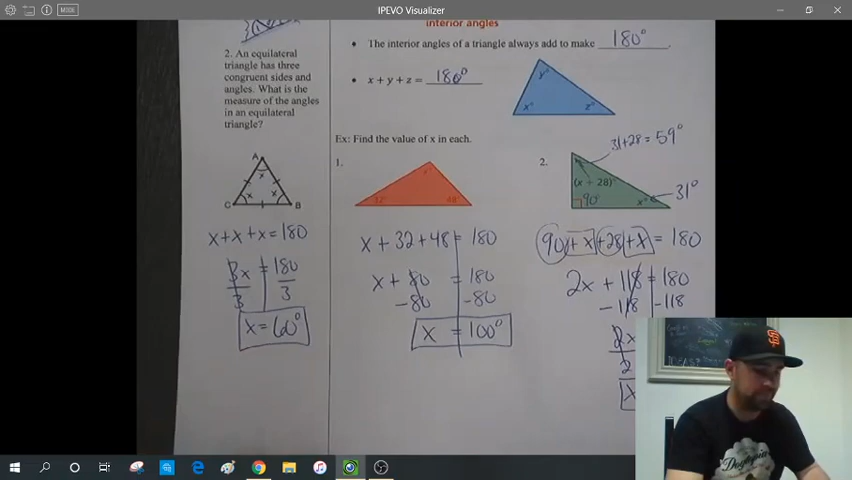 IPEVO Visualizer
MODE
interior angles
2. An equilateral
triangle has three
congruent sides and
angles. What is the
measure of the angles
in an equilateral
triangle?
A
x
x
x
C
B
x+x+x=180
3x = 180
3 3
x=60°
• The interior angles of a triangle always add to make 180°.
• x + y + z = 180°
y°
x°
z°
Ex: Find the value of x in each.
1.
x°
32°
48°
x + 32 + 48 = 180
x + 80 = 180
-80 -80
x = 100°
2.
31+28 = 59°
(x + 28)°
90°
x°
31°
90 + x + 28 + x = 180
2x + 118 = 180
-118 -118
2x
2
x
SF
Dogtopia